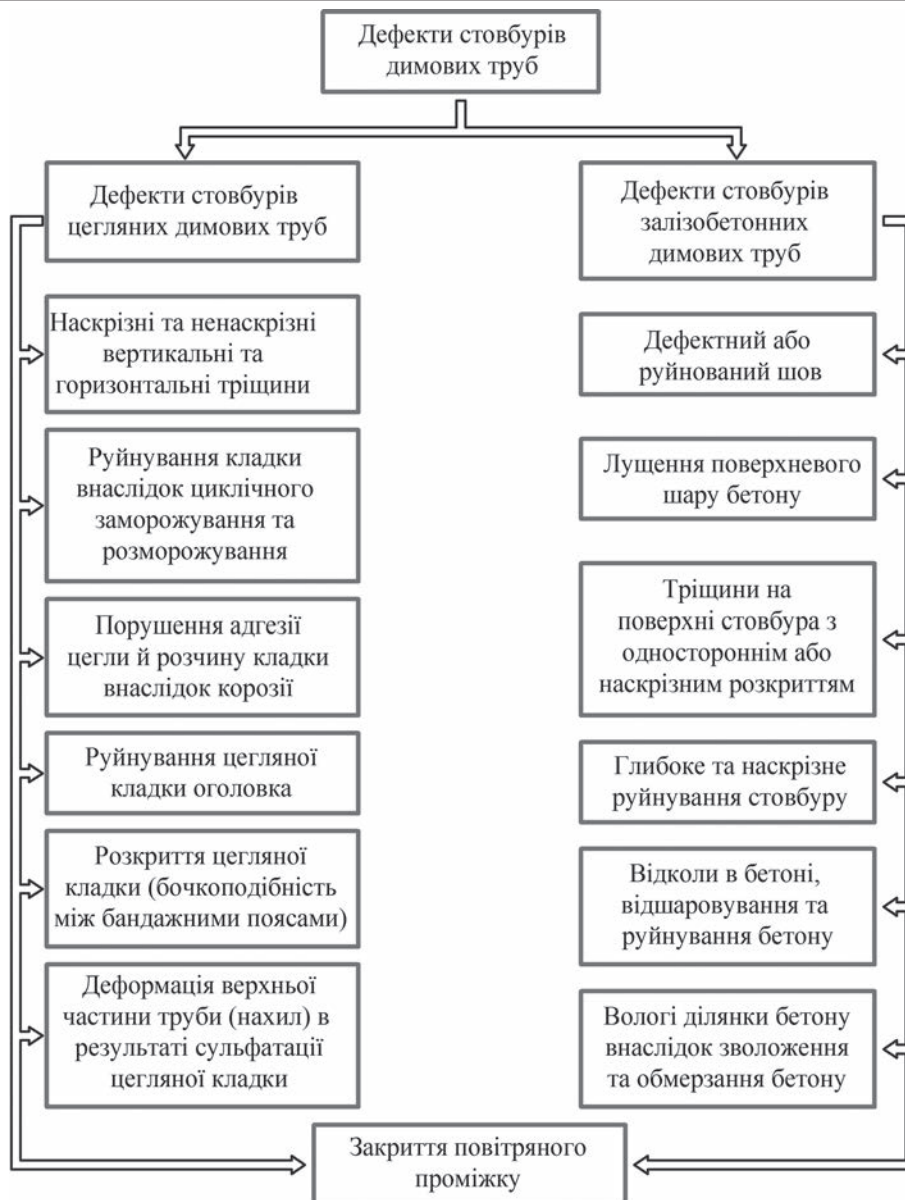 Дефекти стовбурів
димових труб
Дефекти стовбурів
цегляних димових труб
Наскрізні та ненаскрізні
вертикальні та
горизонтальні тріщини
Руйнування кладки
внаслідок циклічного
заморожування та
розморожування
Порушення адгезії
цегли й розчину кладки
внаслідок корозії
Руйнування цегляної
кладки оголовка
Розкриття цегляної
кладки (бочкоподібність
між бандажними поясами)
Деформація верхньої
частини труби (нахил) в
результаті сульфатації
цегляної кладки
Дефекти стовбурів
залізобетонних
димових труб
Дефектний або
руйнований шов
Лущення поверхневого
шару бетону
Тріщини на
поверхні стовбура з
одностороннім або
наскрізним розкриттям
Глибоке та наскрізне
руйнування стовбуру
Відколи в бетоні,
відшаровування та
руйнування бетону
Вологі ділянки бетону
внаслідок зволоження
та обмерзання бетону
Закриття повітряного
проміжку